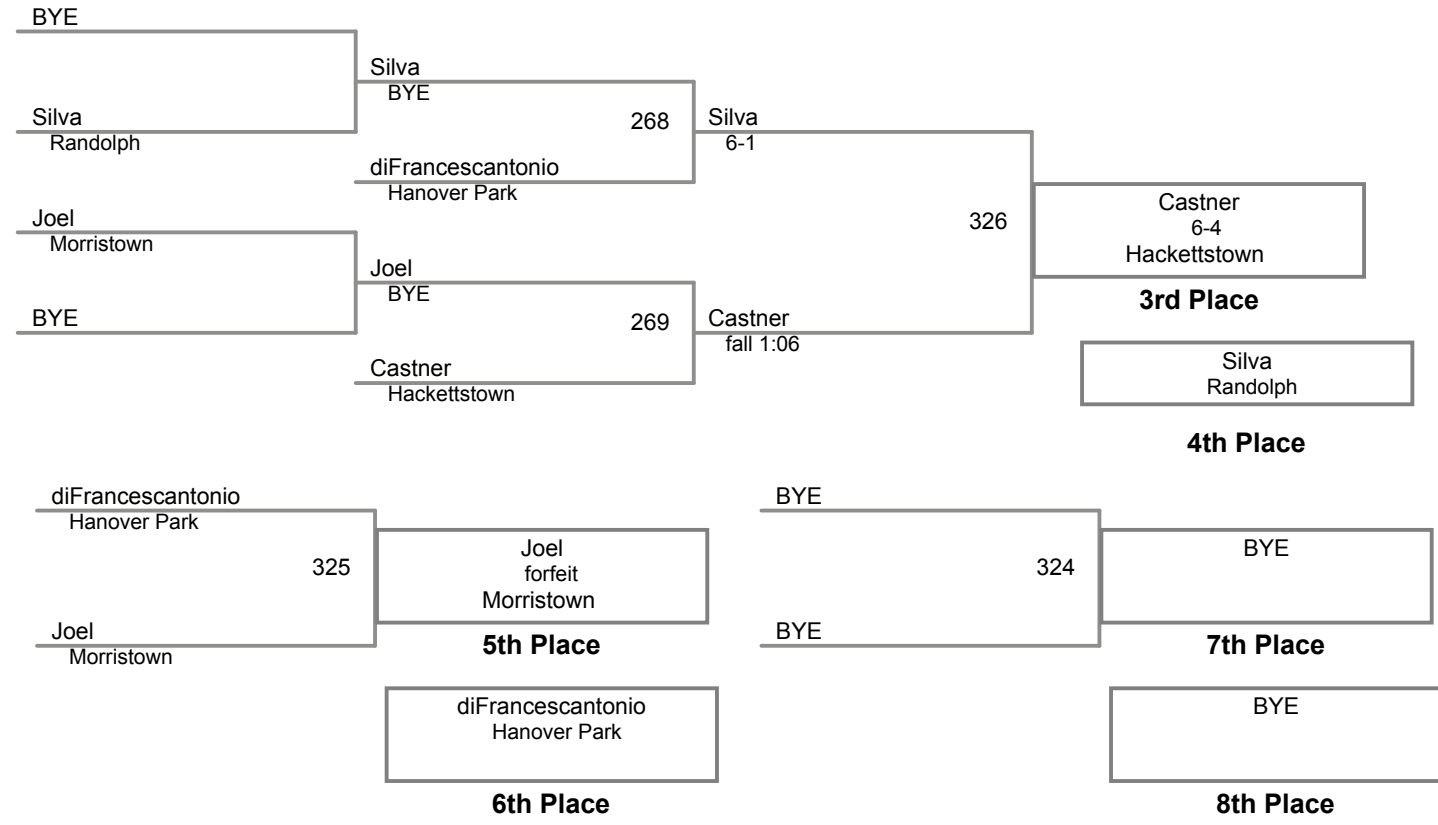 BYE
Silva
BYE
Silva
Randolph
268
Silva
6-1
diFrancescantonio
Hanover Park
Joel
Morristown
326
Castner
6-4
Hackettstown
3rd Place
Joel
BYE
BYE
269
Castner
fall 1:06
Castner
Hackettstown
Silva
Randolph
4th Place
diFrancescantonio
Hanover Park
325
Joel
forfeit
Morristown
Joel
Morristown
5th Place
diFrancescantonio
Hanover Park
6th Place
BYE
324
BYE
BYE
7th Place
BYE
8th Place